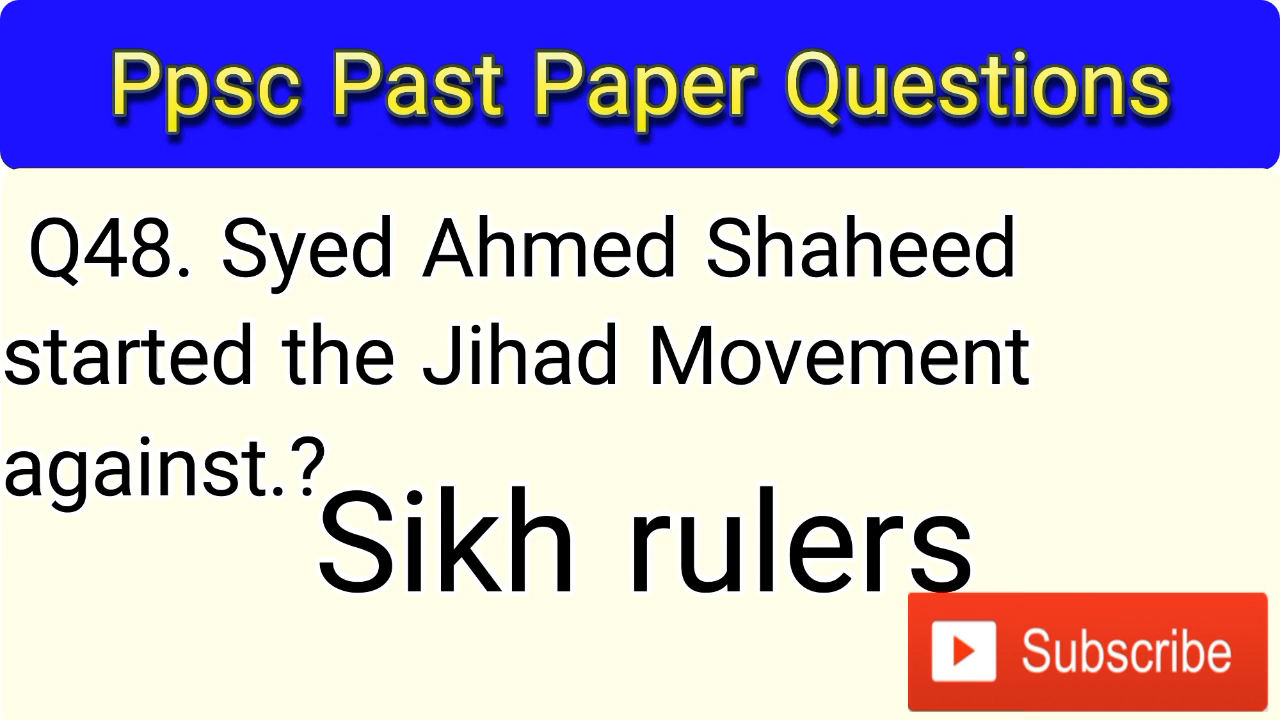 Ppsc Past Paper Questions
Q48. Syed Ahmed Shaheed
started the Jihad Movement
against.?
Sikh rulers
Subscribe